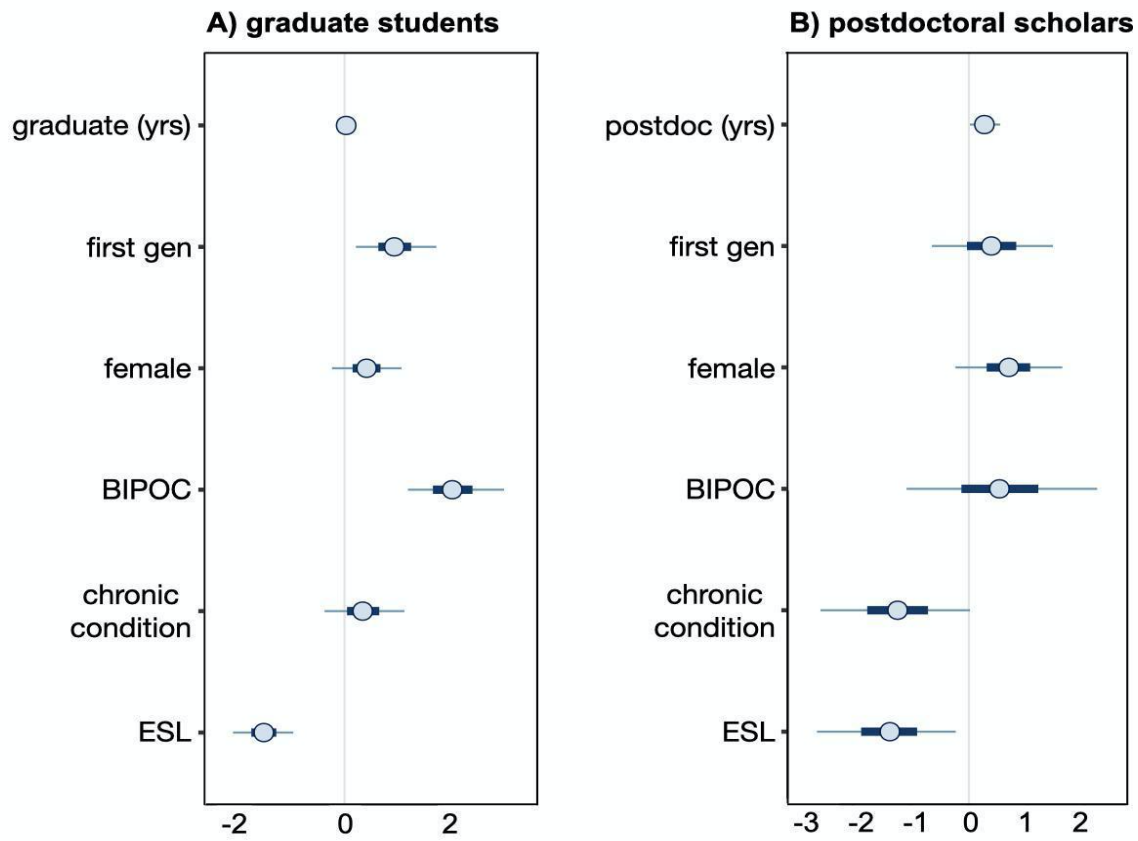 A) graduate students
graduate (yrs)
first gen
female
BIPOC
chronic
condition
ESL
-2 0 2
B) postdoctoral scholars
postdoc (yrs)
first gen
female
BIPOC
chronic
condition
ESL
-3 -2 -1 0 1 2